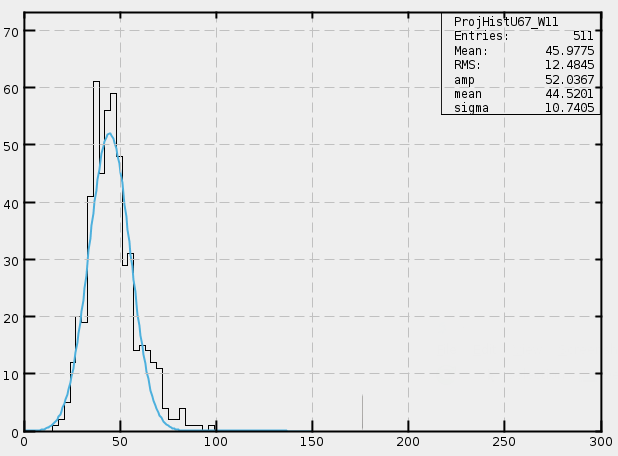 ProjHistU67_W11
Entries: 511
Mean: 45.9775
RMS: 12.4845
amp 52.0367
mean 44.5201
sigma 10.7405
70
60
50
40
30
20
10
0
0 50 100 150 200 250 300